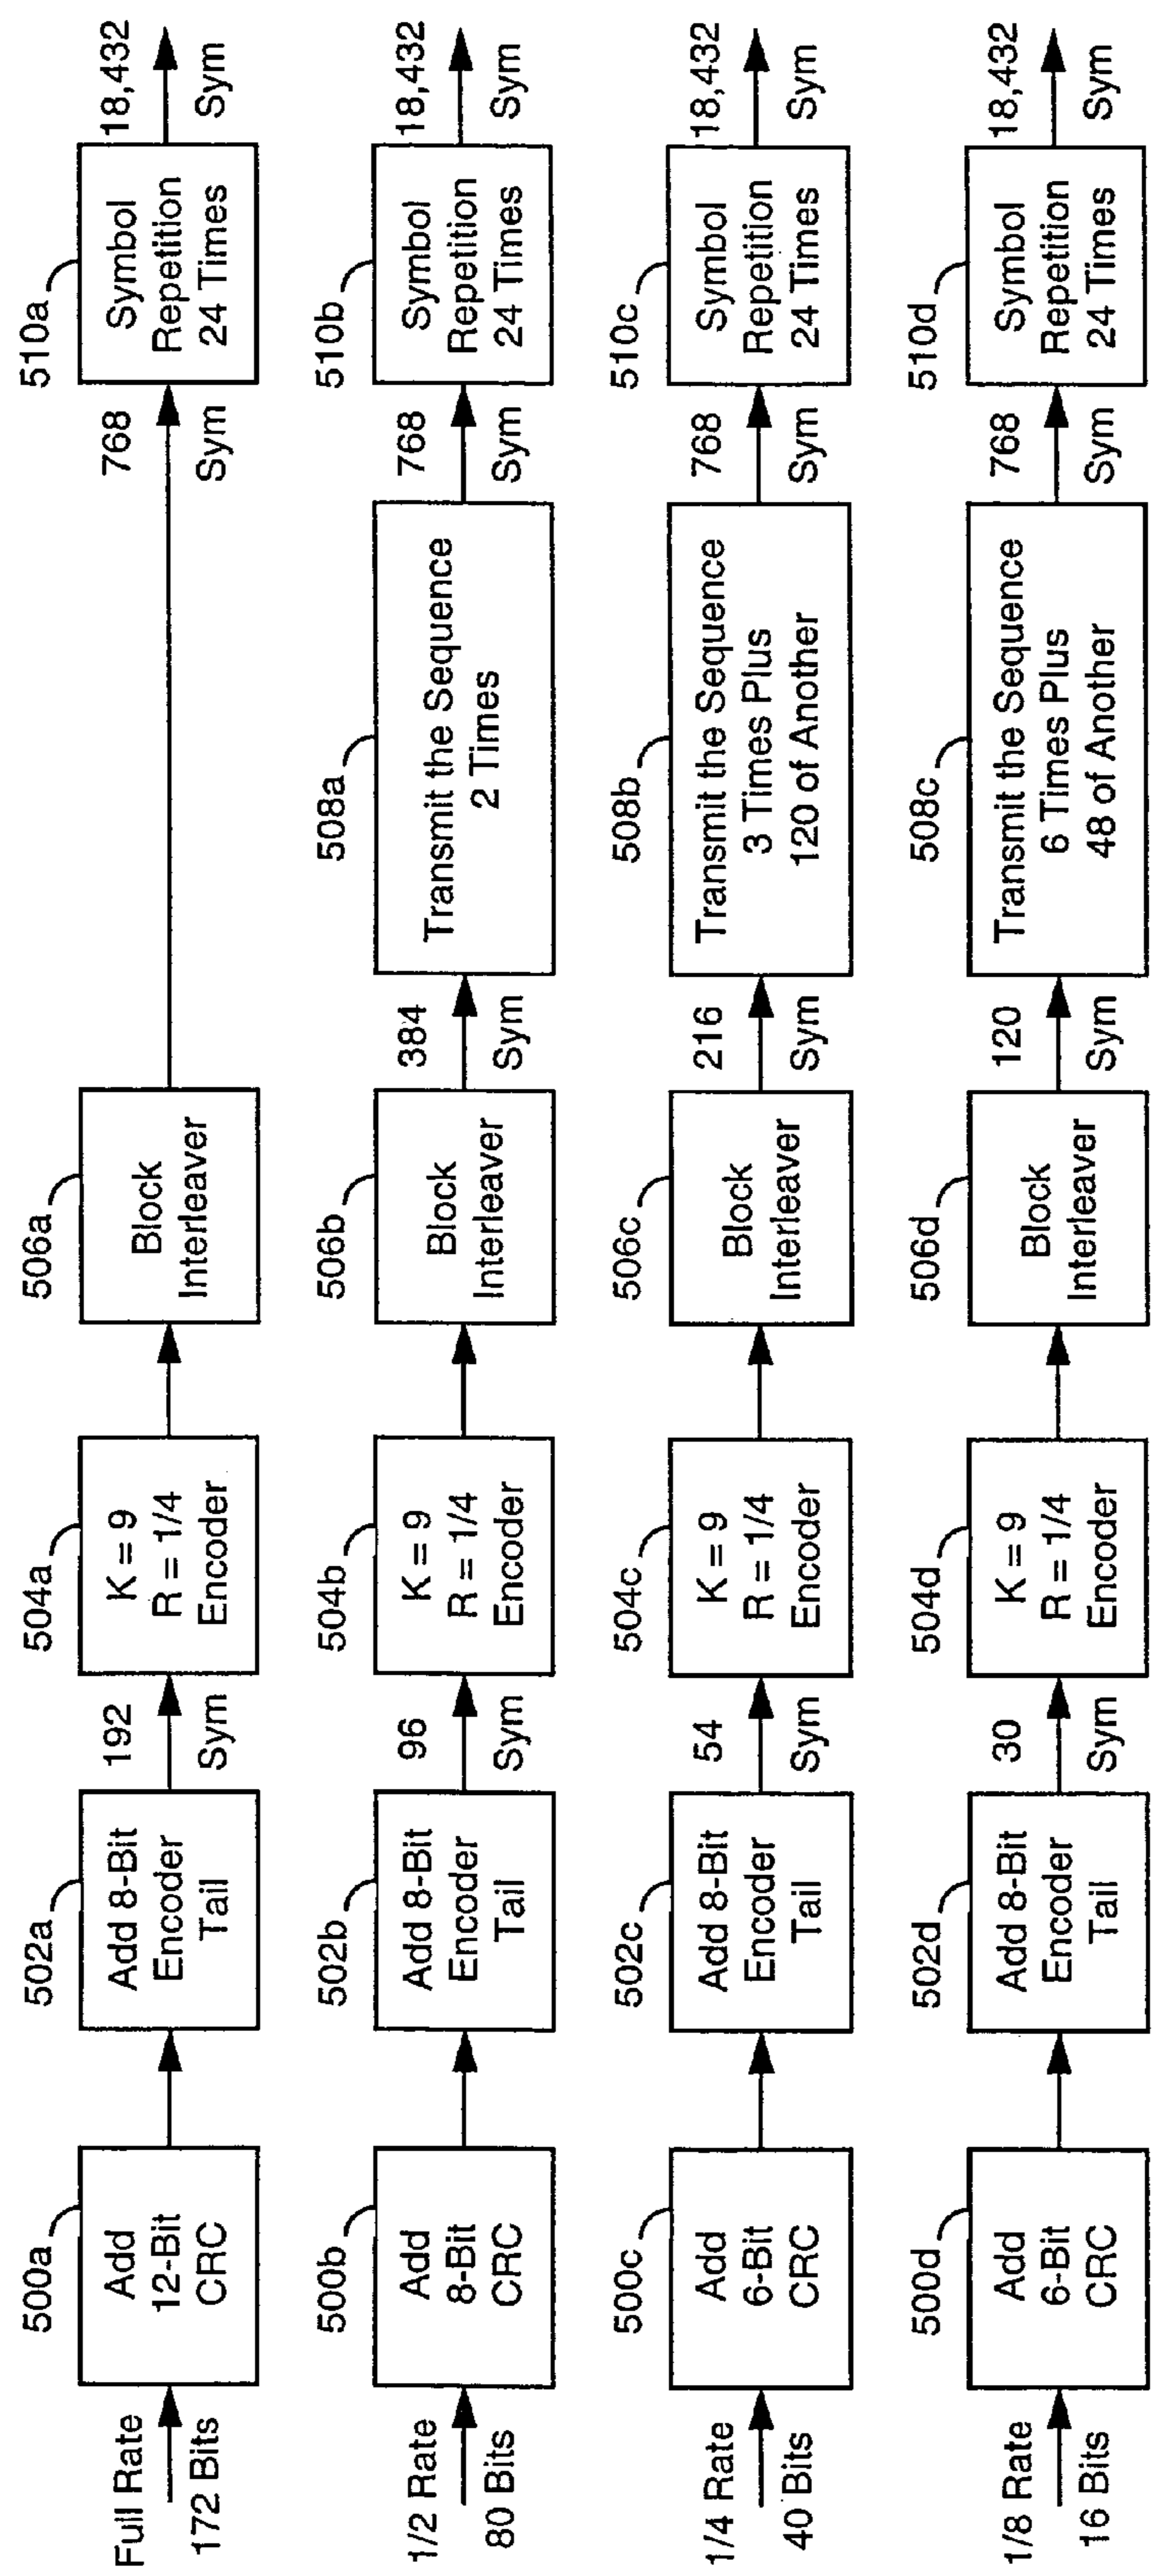 500a
502a
504a
506a
510a
Full Rate
172 Bits
Add
12-Bit
CRC
Add 8-Bit
Encoder
Tail
192
Sym
K = 9
R = 1/4
Encoder
Block
Interleaver
768
Sym
Symbol
Repetition
24 Times
18,432
Sym
500b
502b
504b
506b
508a
510b
1/2 Rate
80 Bits
Add
8-Bit
CRC
Add 8-Bit
Encoder
Tail
96
Sym
K = 9
R = 1/4
Encoder
Block
Interleaver
384
Sym
Transmit the Sequence
2 Times
768
Sym
Symbol
Repetition
24 Times
18,432
Sym
500c
502c
504c
506c
508b
510c
1/4 Rate
40 Bits
Add
6-Bit
CRC
Add 8-Bit
Encoder
Tail
54
Sym
K = 9
R = 1/4
Encoder
Block
Interleaver
216
Sym
Transmit the Sequence
3 Times Plus
120 of Another
768
Sym
Symbol
Repetition
24 Times
18,432
Sym
500d
502d
504d
506d
508c
510d
1/8 Rate
16 Bits
Add
6-Bit
CRC
Add 8-Bit
Encoder
Tail
30
Sym
K = 9
R = 1/4
Encoder
Block
Interleaver
120
Sym
Transmit the Sequence
6 Times Plus
48 of Another
768
Sym
Symbol
Repetition
24 Times
18,432
Sym